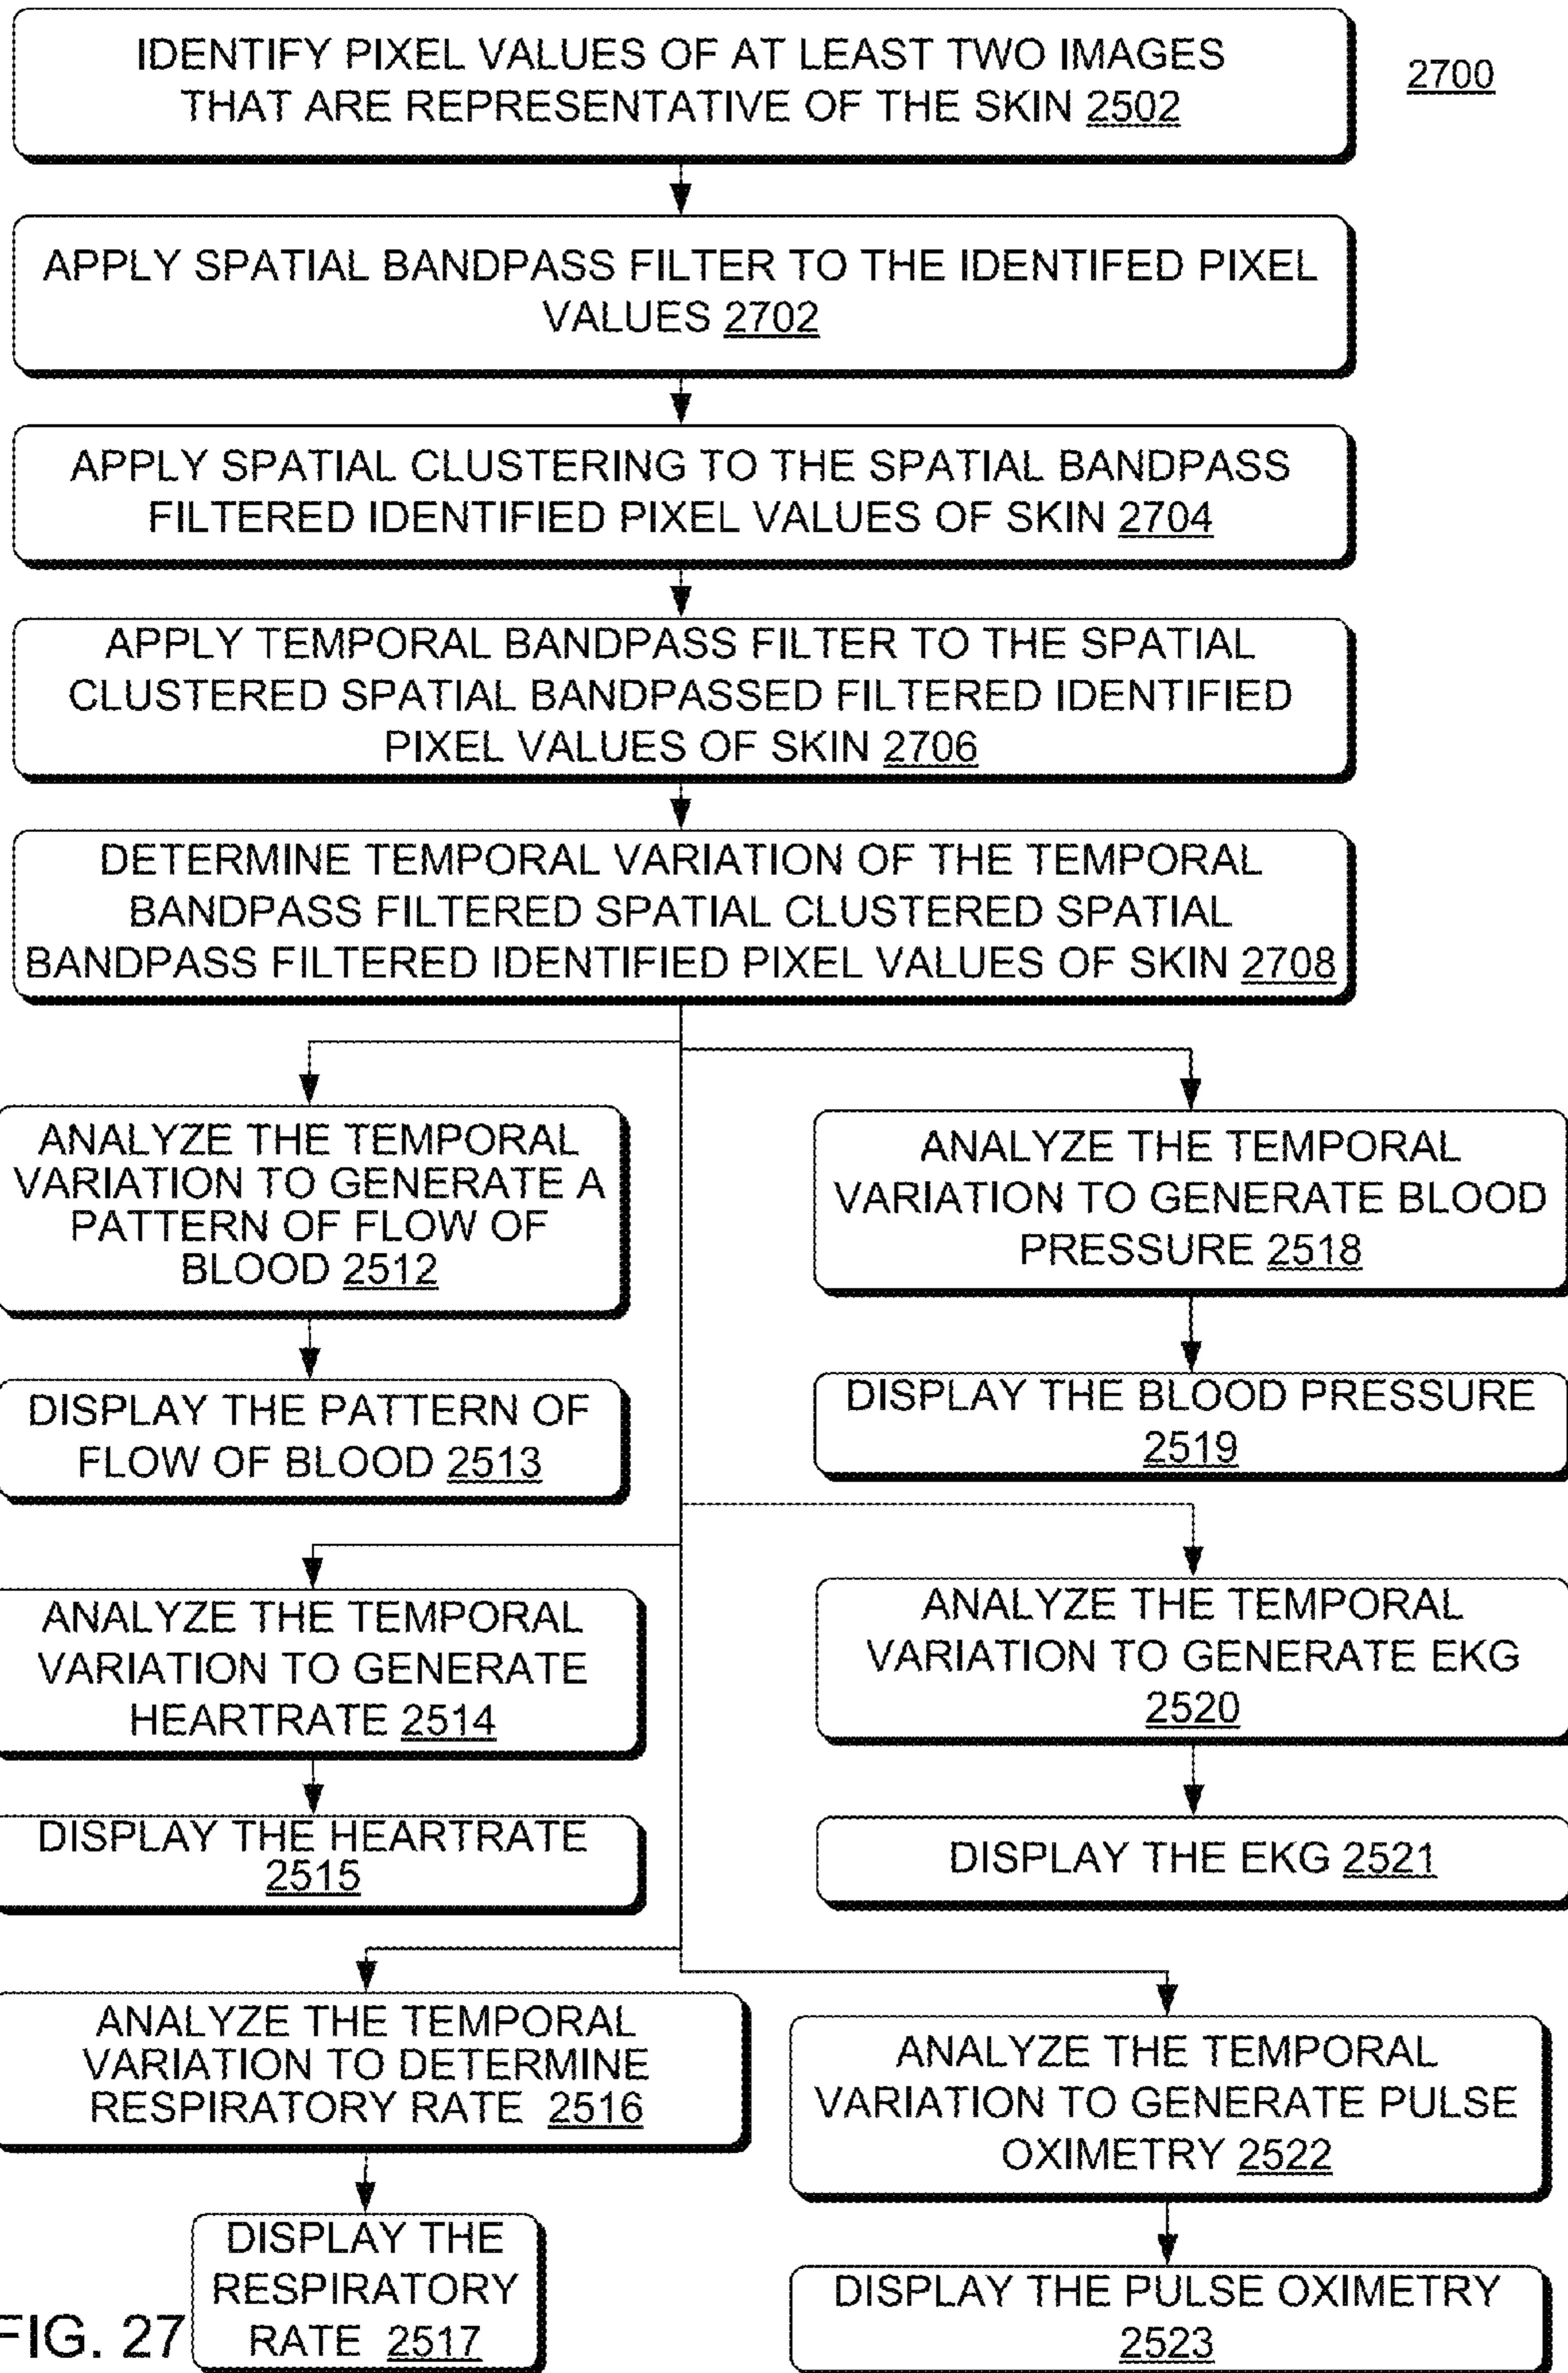 IDENTIFY PIXEL VALUES OF AT LEAST TWO IMAGES
THAT ARE REPRESENTATIVE OF THE SKIN 2502
2700
APPLY SPATIAL BANDPASS FILTER TO THE IDENTIFED PIXEL
VALUES 2702
APPLY SPATIAL CLUSTERING TO THE SPATIAL BANDPASS
FILTERED IDENTIFIED PIXEL VALUES OF SKIN 2704
APPLY TEMPORAL BANDPASS FILTER TO THE SPATIAL
CLUSTERED SPATIAL BANDPASSED FILTERED IDENTIFIED
PIXEL VALUES OF SKIN 2706
DETERMINE TEMPORAL VARIATION OF THE TEMPORAL
BANDPASS FILTERED SPATIAL CLUSTERED SPATIAL
BANDPASS FILTERED IDENTIFIED PIXEL VALUES OF SKIN 2708
ANALYZE THE TEMPORAL
VARIATION TO GENERATE A
PATTERN OF FLOW OF
BLOOD 2512
ANALYZE THE TEMPORAL
VARIATION TO GENERATE BLOOD
PRESSURE 2518
DISPLAY THE PATTERN OF
FLOW OF BLOOD 2513
DISPLAY THE BLOOD PRESSURE
2519
ANALYZE THE TEMPORAL
VARIATION TO GENERATE
HEARTRATE 2514
ANALYZE THE TEMPORAL
VARIATION TO GENERATE EKG
2520
DISPLAY THE HEARTRATE
2515
DISPLAY THE EKG 2521
ANALYZE THE TEMPORAL
VARIATION TO DETERMINE
RESPIRATORY RATE 2516
ANALYZE THE TEMPORAL
VARIATION TO GENERATE PULSE
OXIMETRY 2522
DISPLAY THE
RESPIRATORY
RATE 2517
DISPLAY THE PULSE OXIMETRY
2523
FIG. 27